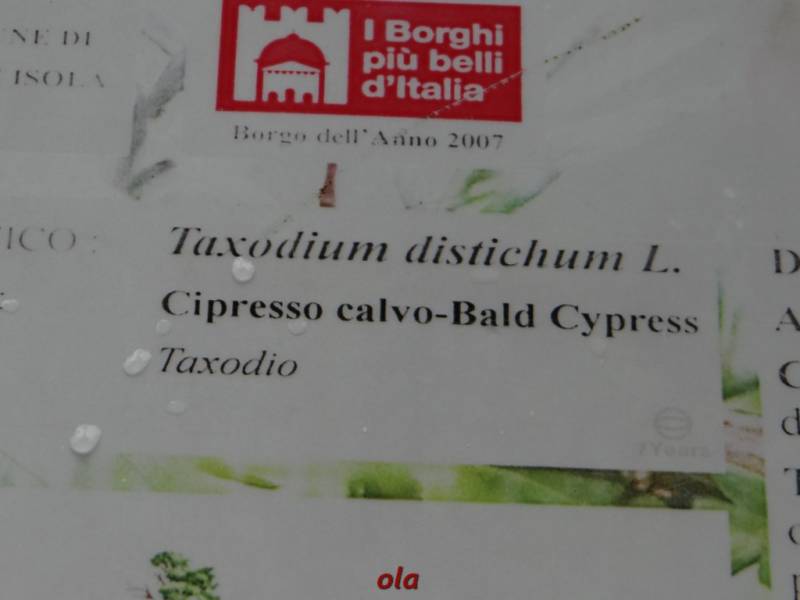 NE DI
ISOLA
I Borghi
più belli
d'Italia
Borgo dell'Anno 2007
ICO :
Taxodium distichum L.
Cipresso calvo-Bald Cypress
Taxodio
7Years
D
A
C
d
T
ola